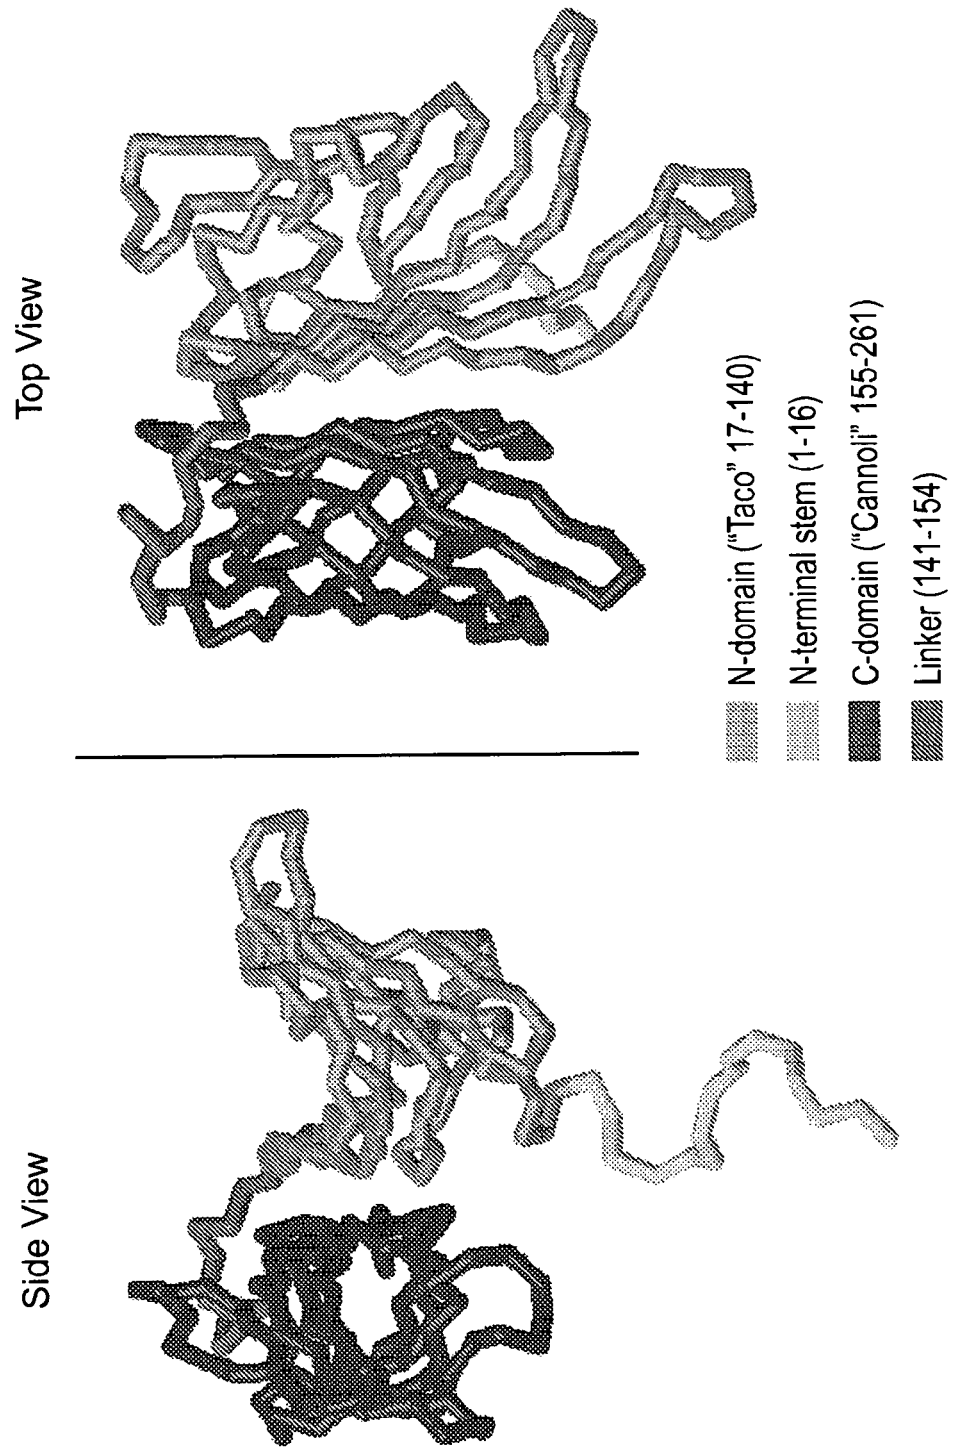 Side View
Top View
N-domain ("Taco" 17-140)
N-terminal stem (1-16)
C-domain ("Cannoli" 155-261)
Linker (141-154)